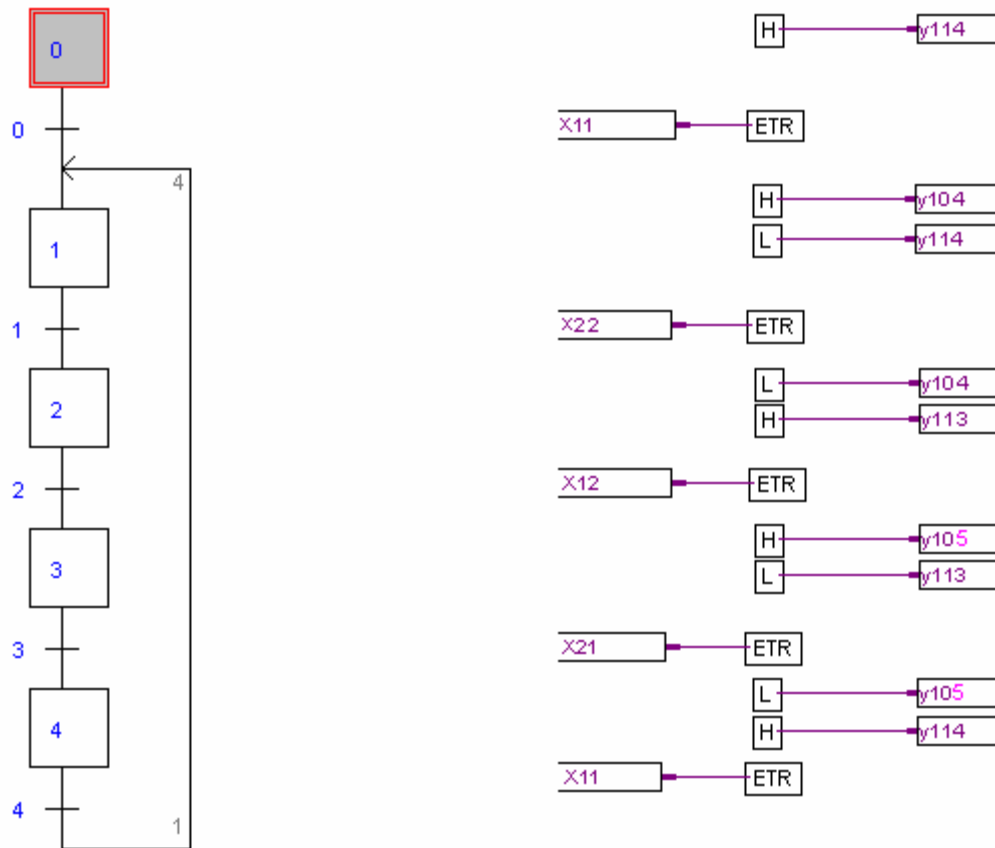 0 H y114
0 X11 ETR
4
H y104
1 L y114
1 X22 ETR
L y104
2 H y113
2 X12 ETR
H y105
3 L y113
3 X21 ETR
L y105
4 H y114
X11 ETR
4 1